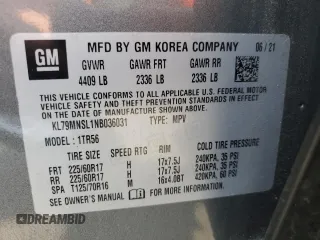 GM
MFD BY GM KOREA COMPANY 06/21
GVWR GAWR FRT GAWR RR
4409 LB 2336 LB 2336 LB
THIS VEHICLE CONFORMS TO ALL APPLICABLE U.S. FEDERAL MOTOR VEHICLE SAFETY, BUMPER, AND THEFT PREVENTION STANDARDS IN EFFECT
ON THE DATE OF MANUFACTURE SHOWN ABOVE.
KL79MNSL1NB036031 TYPE: MPV
MODEL: 1TR56
TIRE SIZE SPEED RTG RIM COLD TIRE PRESSURE
FRT 225/60R17 H 17x7.5J 240KPA, 35 PSI
RR 225/60R17 H 17x7.5J 240KPA, 35 PSI
SPA T125/70R16 M 16x4.0BT 420KPA, 60 PSI
SEE OWNER'S MANUAL FOR ADDITIONAL INFORMATION
DREAMBID